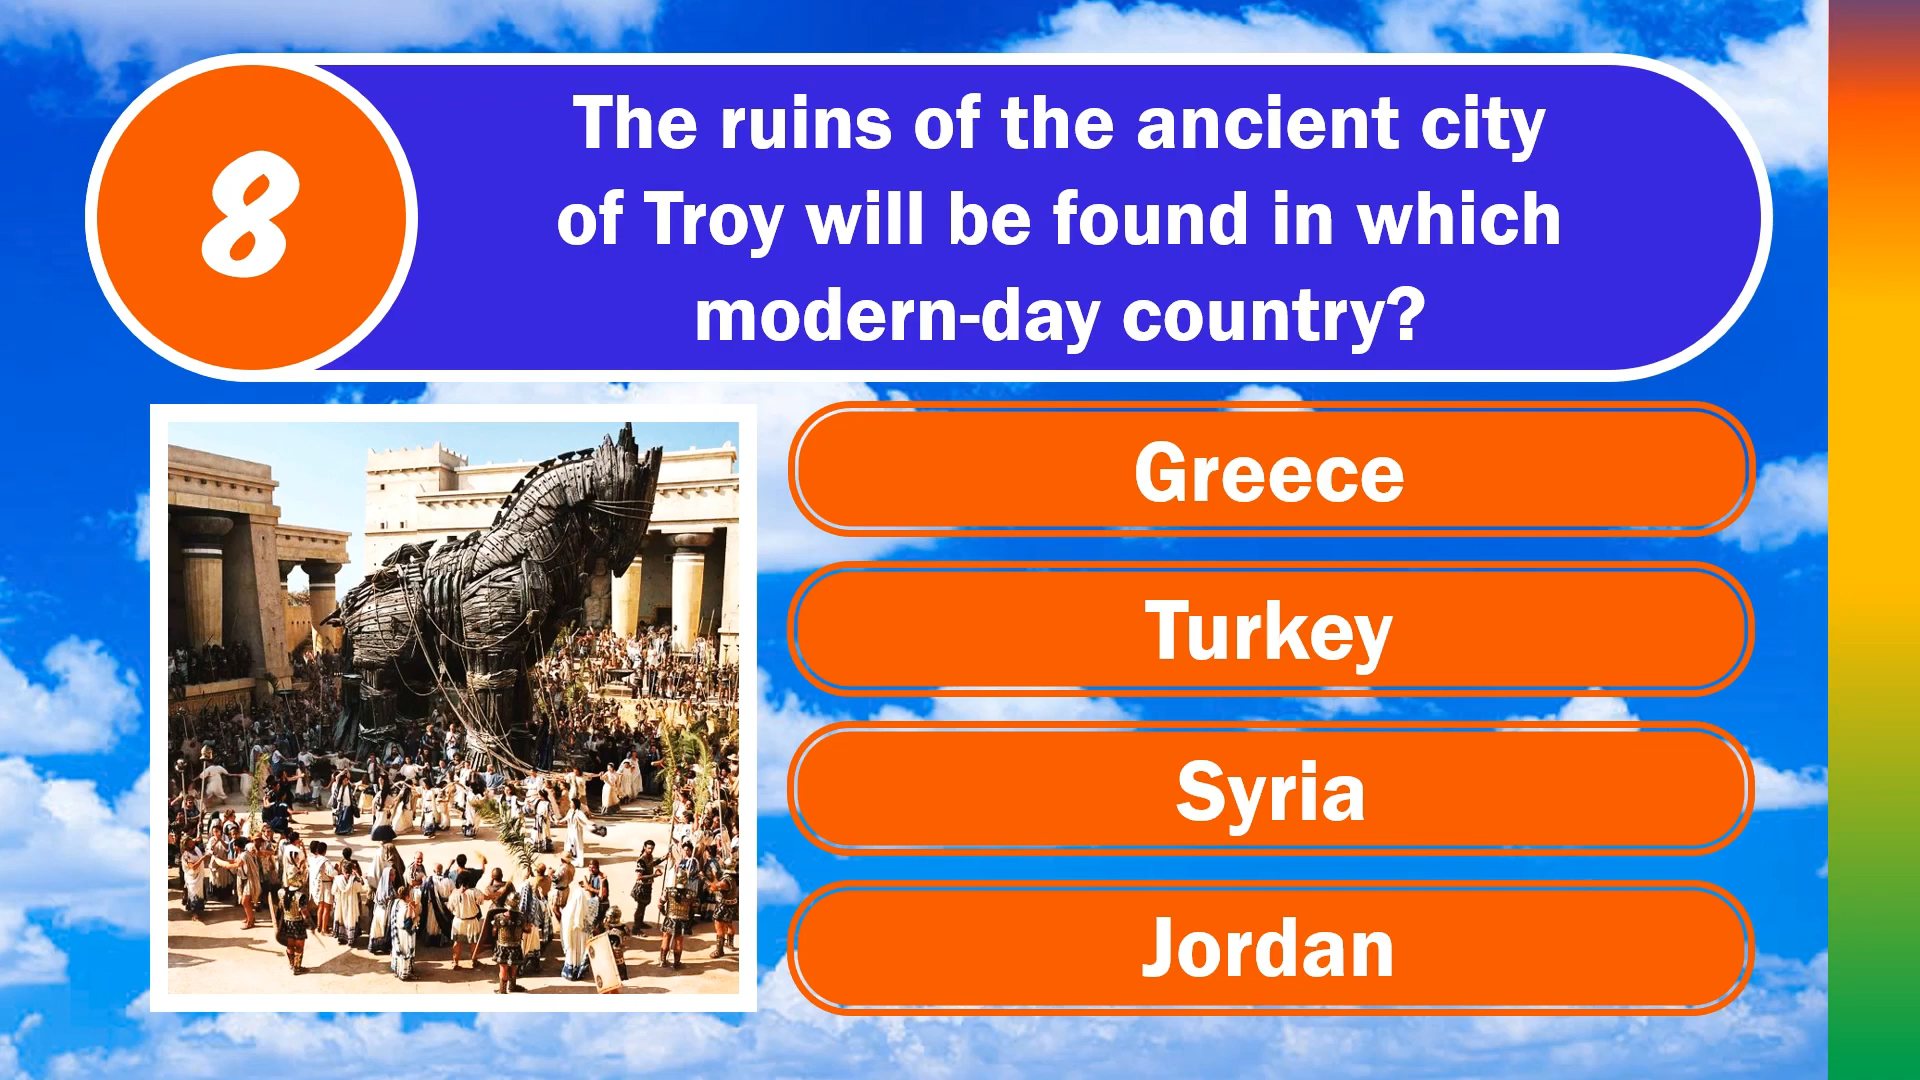 8
The ruins of the ancient city
of Troy will be found in which
modern-day country?
Greece
Turkey
Syria
Jordan